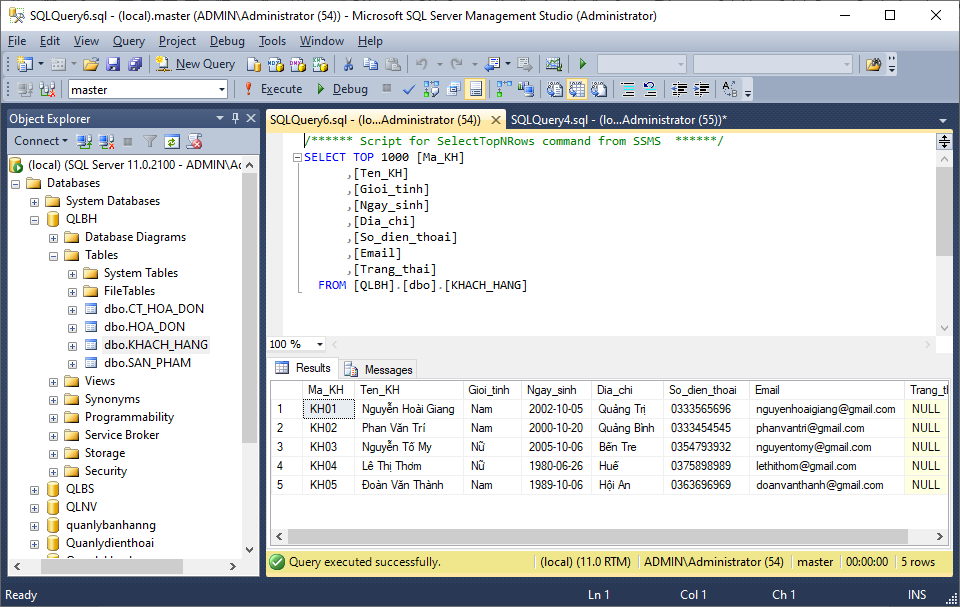 SQLQuery6.sql - (local).master (ADMIN\Administrator (54)) - Microsoft SQL Server Management Studio (Administrator)
File Edit View Query Project Debug Tools Window Help
New Query
master Execute Debug
Object Explorer
Connect
(local) (SQL Server 11.0.2100 - ADMIN\Ac
Databases
System Databases
QLBH
Database Diagrams
Tables
System Tables
FileTables
dbo.CT_HOA_DON
dbo.HOA_DON
dbo.KHACH_HANG
dbo.SAN_PHAM
Views
Synonyms
Programmability
Service Broker
Storage
Security
QLBS
QLNV
quanlybanhanng
Quanlydienthoai
SQLQuery6.sql - (lo...Administrator (54)) SQLQuery4.sql - (lo...Administrator (55))*
/****** Script for SelectTopNRows command from SSMS ******/
SELECT TOP 1000 [Ma_KH]
,[Ten_KH]
,[Gioi_tinh]
,[Ngay_sinh]
,[Dia_chi]
,[So_dien_thoai]
,[Email]
,[Trang_thai]
FROM [QLBH].[dbo].[KHACH_HANG]
100 %
Results Messages
Ma_KH Ten_KH Gioi_tinh Ngay_sinh Dia_chi So_dien_thoai Email Trang_tl
1 KH01 Nguyễn Hoài Giang Nam 2002-10-05 Quảng Trị 0333565696 nguyenhoaigiang@gmail.com NULL
2 KH02 Phan Văn Trí Nam 2000-10-20 Quảng Bình 0333454545 phanvantri@gmail.com NULL
3 KH03 Nguyễn Tố My Nữ 2005-10-06 Bến Tre 0354793932 nguyentomy@gmail.com NULL
4 KH04 Lê Thị Thơm Nữ 1980-06-26 Huế 0375898989 lethithom@gmail.com NULL
5 KH05 Đoàn Văn Thành Nam 1989-10-06 Hội An 0363696969 doanvanthanh@gmail.com NULL
Query executed successfully. (local) (11.0 RTM) ADMIN\Administrator (54) master 00:00:00 5 rows
Ready Ln 1 Col 1 Ch 1 INS